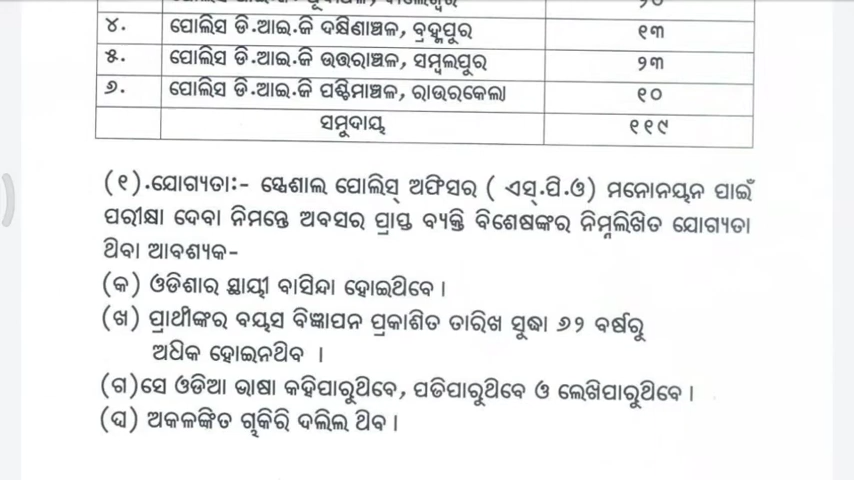 ୪. ପୋଲିସ ଡି.ଆଇ.ଜି ଦକ୍ଷିଣାଞ୍ଚଳ, ବ୍ରହ୍ମପୁର ୧୩
୫. ପୋଲିସ ଡି.ଆଇ.ଜି ଉତ୍ତରାଞ୍ଚଳ, ସମ୍ବଲପୁର ୨୩
୬. ପୋଲିସ ଡି.ଆଇ.ଜି ପଶ୍ଚିମାଞ୍ଚଳ, ରାଉରକେଲା ୧୦
ସମୁଦାୟ ୧୧୯
(୧).ଯୋଗ୍ୟତା:- ସ୍ପେଶାଲ ପୋଲିସ୍ ଅଫିସର ( ଏସ୍.ପି.ଓ) ମନୋନୟନ ପାଇଁ
ପରୀକ୍ଷା ଦେବା ନିମନ୍ତେ ଅବସର ପ୍ରାପ୍ତ ବ୍ୟକ୍ତି ବିଶେଷଙ୍କର ନିମ୍ନଲିଖିତ ଯୋଗ୍ୟତା
ଥିବା ଆବଶ୍ୟକ-
(କ) ଓଡିଶାର ସ୍ଥାୟୀ ବାସିନ୍ଦା ହୋଇଥିବେ।
(ଖ) ପ୍ରାର୍ଥୀଙ୍କର ବୟସ ବିଜ୍ଞାପନ ପ୍ରକାଶିତ ତାରିଖ ସୁଦ୍ଧା ୬୨ ବର୍ଷରୁ
ଅଧିକ ହୋଇନଥିବ ।
(ଗ)ସେ ଓଡିଆ ଭାଷା କହିପାରୁଥିବେ, ପଢିପାରୁଥିବେ ଓ ଲେଖିପାରୁଥିବେ।
(ଘ) ଅକଳଙ୍କିତ ଚାକିରି ଦଲିଲ ଥିବ।